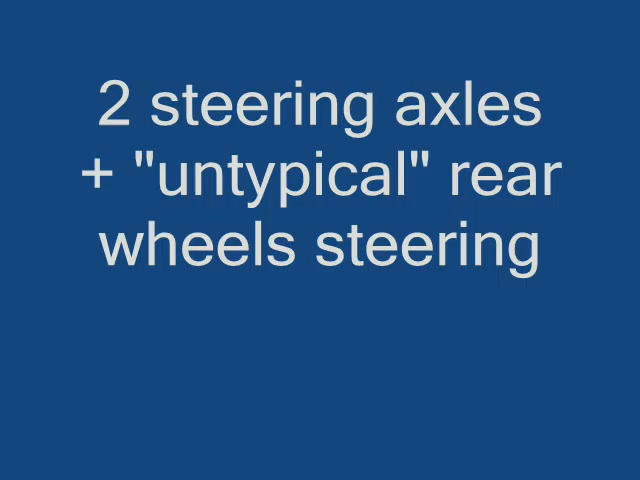 2 steering axles
+ "untypical" rear
wheels steering